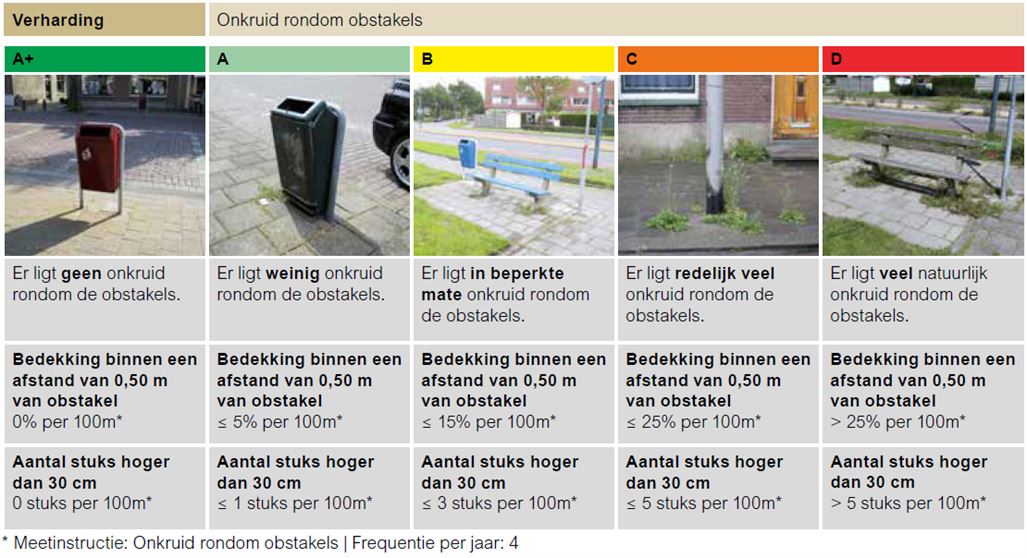 Verharding
Onkruid rondom obstakels
A+
A
B
C
D
Er ligt geen onkruid
rondom de obstakels.
Er ligt weinig onkruid
rondom de obstakels.
Er ligt in beperkte
mate onkruid rondom
de obstakels.
Er ligt redelijk veel
onkruid rondom de
obstakels.
Er ligt veel natuurlijk
onkruid rondom de
obstakels.
Bedekking binnen een
afstand van 0,50 m
van obstakel
0% per 100m*
Bedekking binnen een
afstand van 0,50 m
van obstakel
≤ 5% per 100m*
Bedekking binnen een
afstand van 0,50 m
van obstakel
≤ 15% per 100m*
Bedekking binnen een
afstand van 0,50 m
van obstakel
≤ 25% per 100m*
Bedekking binnen een
afstand van 0,50 m
van obstakel
> 25% per 100m*
Aantal stuks hoger
dan 30 cm
0 stuks per 100m*
Aantal stuks hoger
dan 30 cm
≤ 1 stuks per 100m*
Aantal stuks hoger
dan 30 cm
≤ 3 stuks per 100m*
Aantal stuks hoger
dan 30 cm
≤ 5 stuks per 100m*
Aantal stuks hoger
dan 30 cm
> 5 stuks per 100m*
* Meetinstructie: Onkruid rondom obstakels | Frequentie per jaar: 4